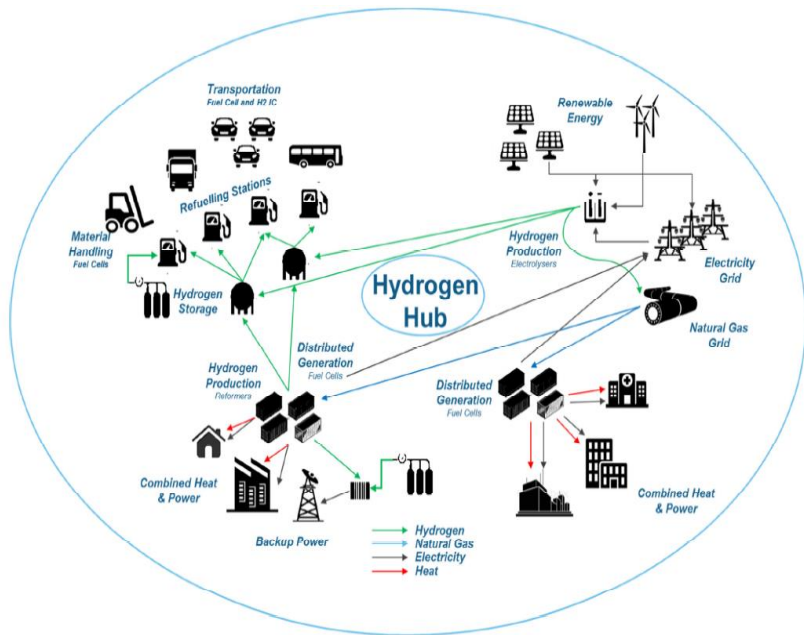 Transportation
Fuel Cell and H2 IC
Renewable
Energy
Refuelling Stations
Material
Handling
Fuel Cells
Hydrogen
Storage
Hydrogen
Production
Electrolysers
Electricity
Grid
Hydrogen
Hub
Natural Gas
Grid
Hydrogen
Production
Reformers
Distributed
Generation
Fuel Cells
Distributed
Generation
Fuel Cells
Combined Heat
& Power
Backup Power
Combined Heat
& Power
Hydrogen
Natural Gas
Electricity
Heat